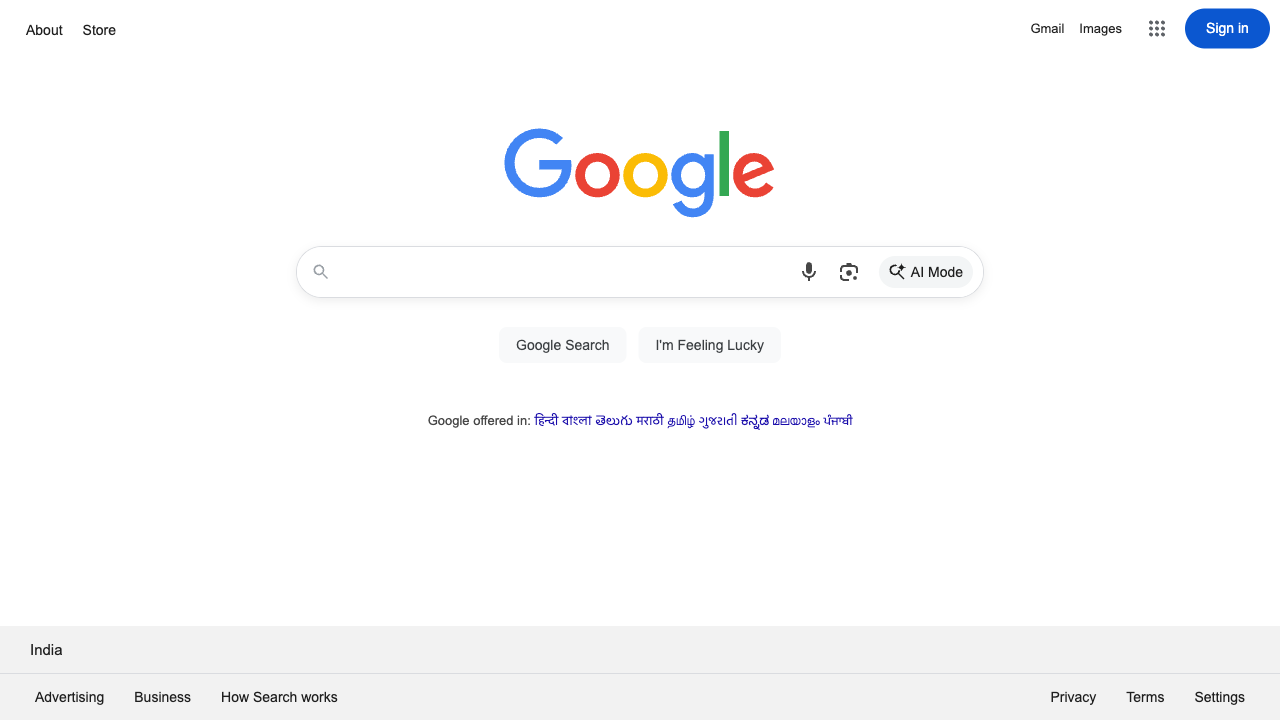 About Store
Gmail Images Sign in
Google
AI Mode
Google Search I'm Feeling Lucky
Google offered in: हिन्दी বাংলা తెలుగు मराठी தமிழ் ગુજરાતી ಕನ್ನಡ മലയാളം ਪੰਜਾਬੀ
India
Advertising Business How Search works
Privacy Terms Settings